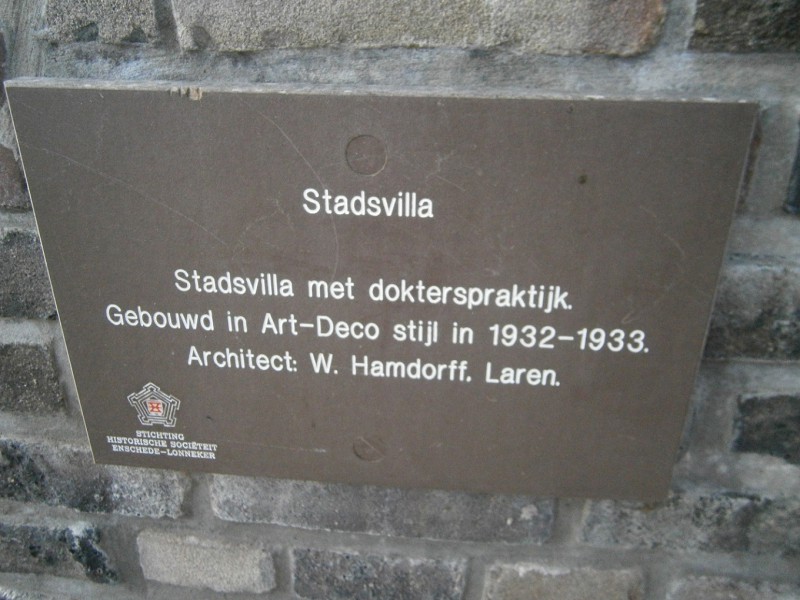 Stadsvilla
Stadsvilla met dokterspraktijk.
Gebouwd in Art-Deco stijl in 1932-1933.
Architect: W. Hamdorff. Laren.
H
STICHTING
HISTORISCHE SOCIËTEIT
ENSCHEDE-LONNEKER